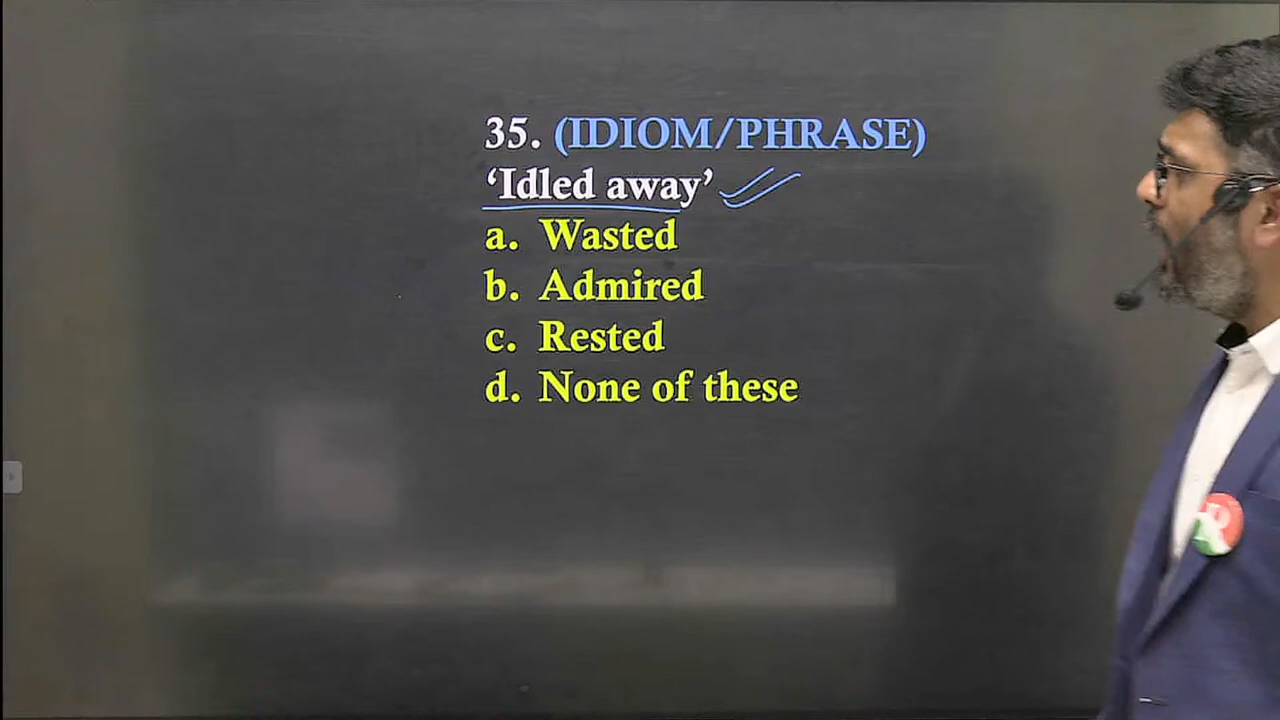 35. (IDIOM/PHRASE)
‘Idled away’
a. Wasted
b. Admired
c. Rested
d. None of these